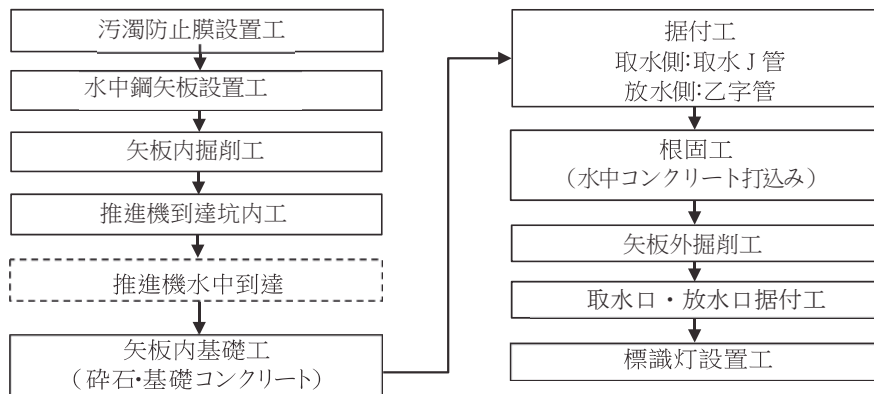 汚濁防止膜設置工
水中鋼矢板設置工
矢板内掘削工
推進機到達坑内工
推進機水中到達
矢板内基礎工
（砕石・基礎コンクリート）
据付工
取水側:取水J管
放水側:乙字管
根固工
（水中コンクリート打込み）
矢板外掘削工
取水口・放水口据付工
標識灯設置工